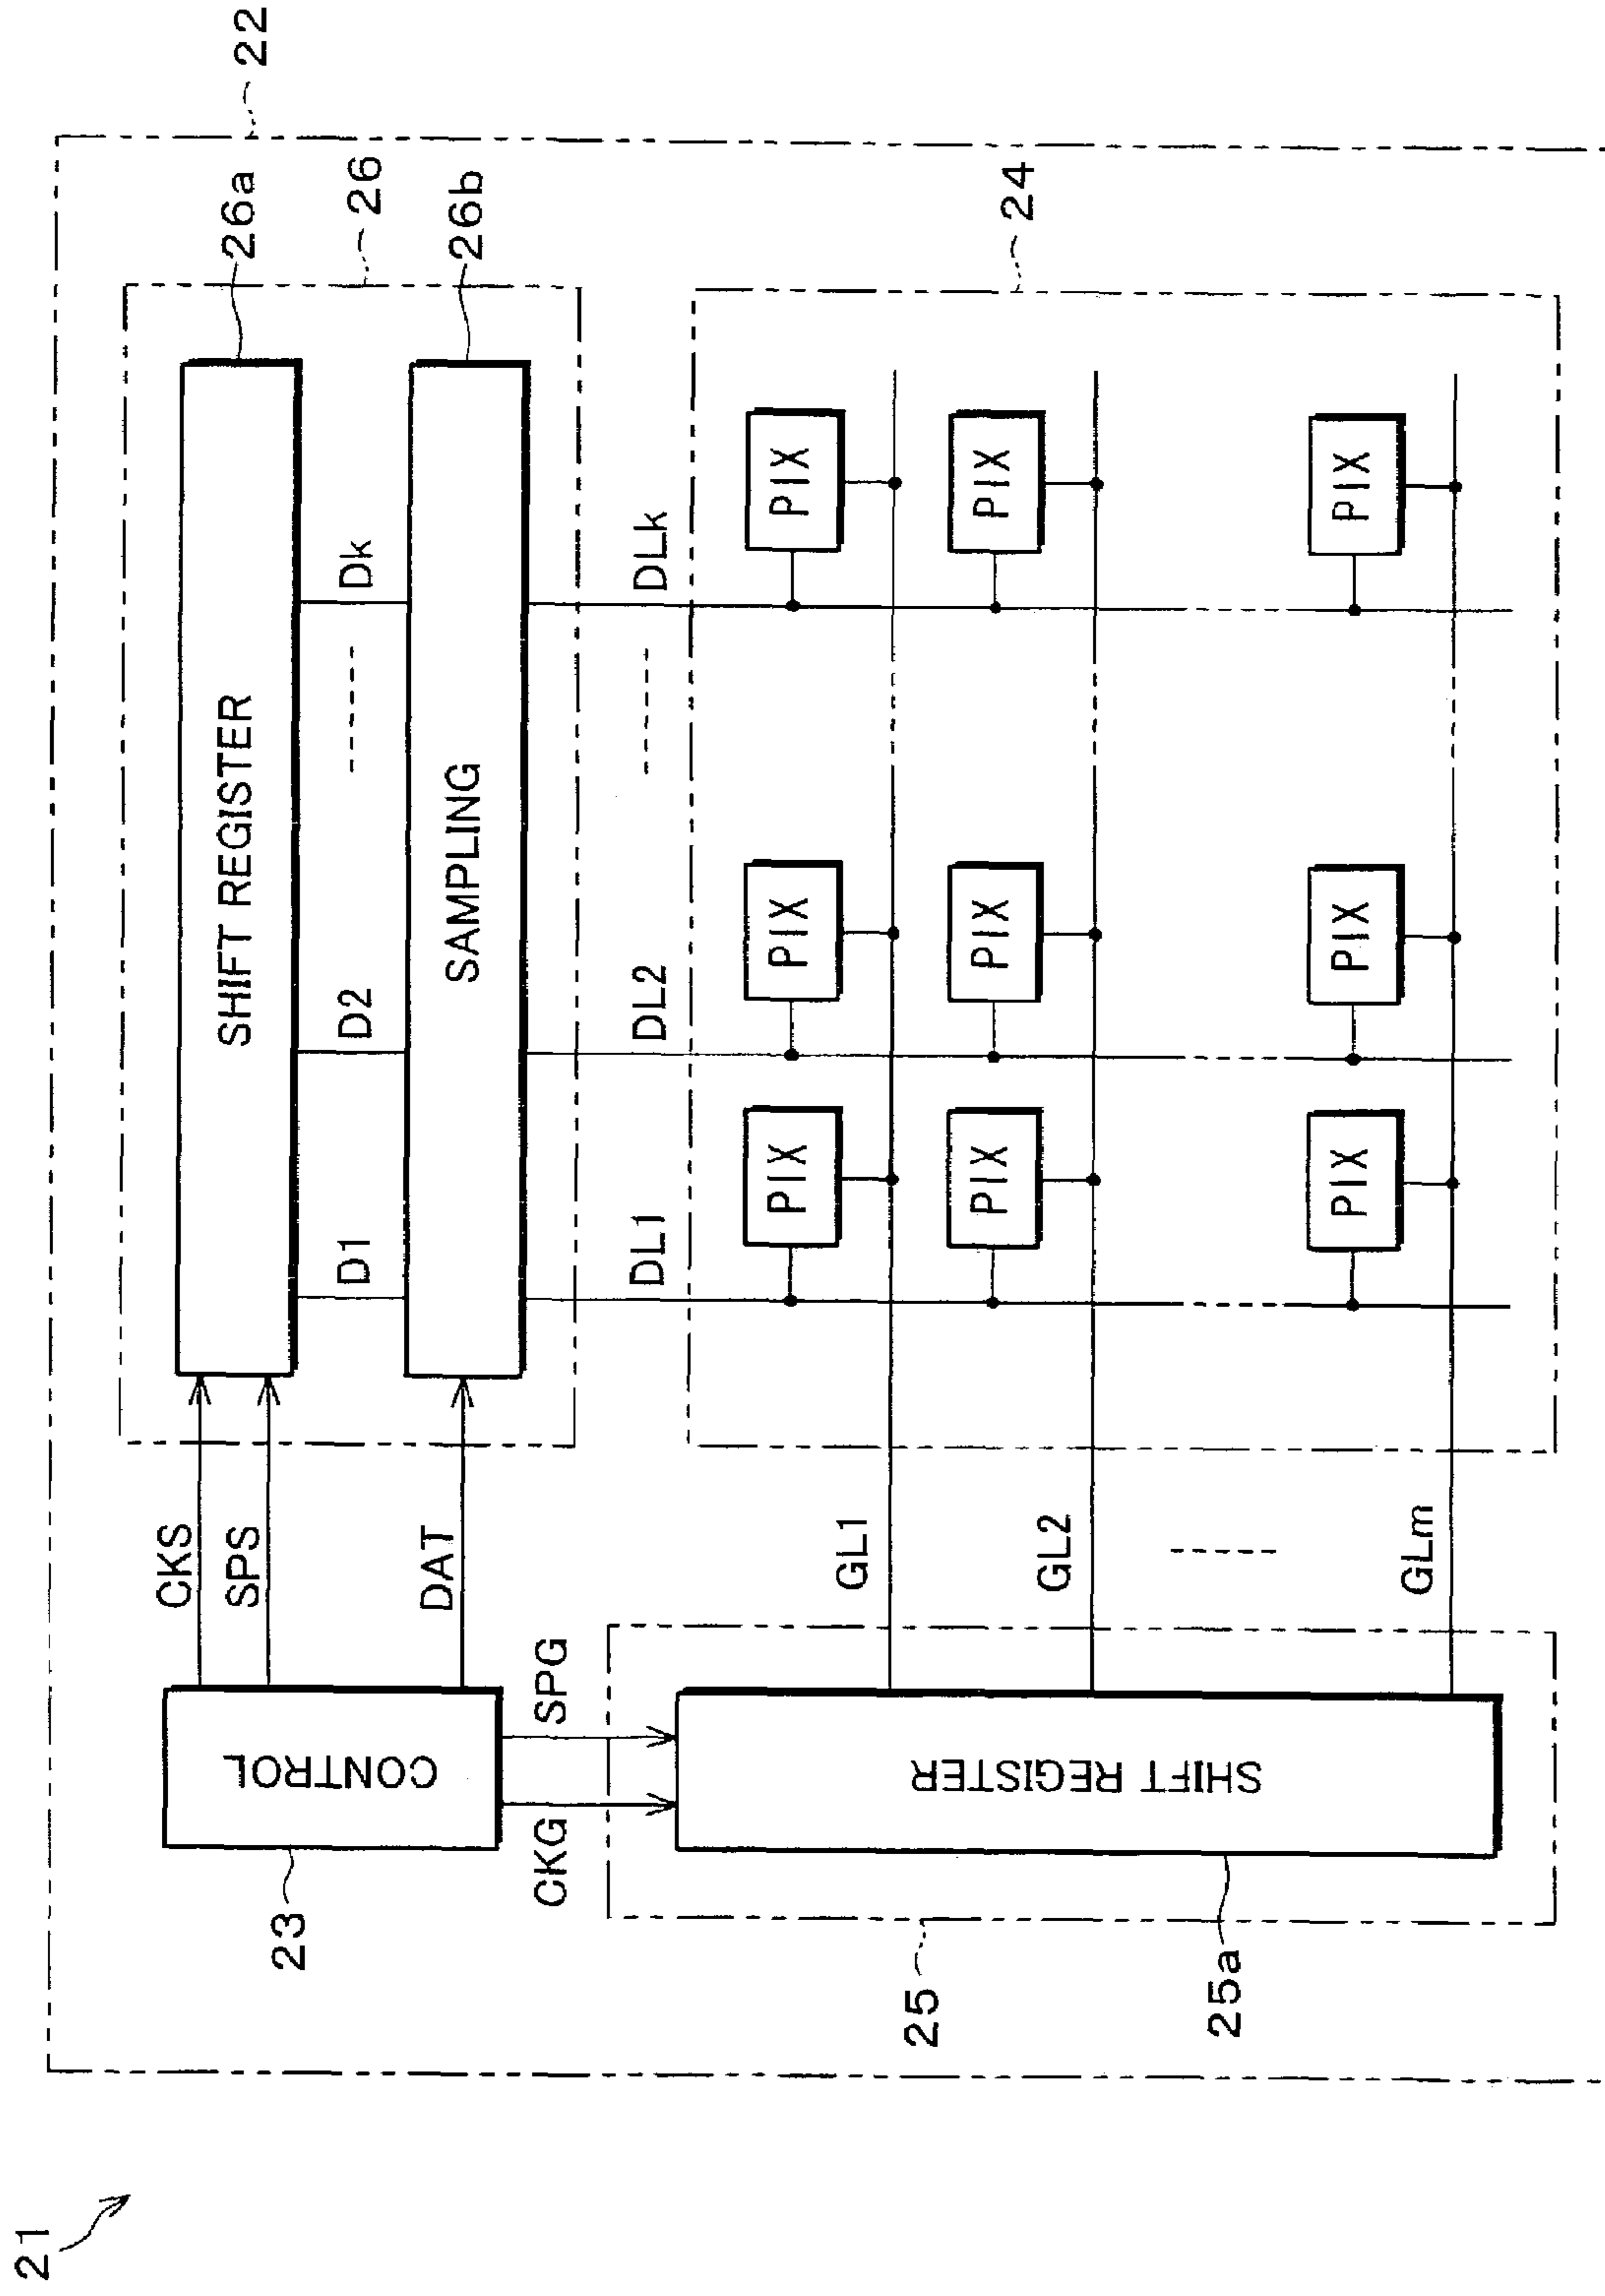 21
22
26a
26
26b
SHIFT REGISTER
CKS
SPS
D1
D2
------
Dk
CONTROL
23
DAT
SAMPLING
CKG
SPG
DL1
DL2
------
DLk
24
GL1
PIX
PIX
PIX
GL2
PIX
PIX
PIX
-----
GLm
PIX
PIX
PIX
SHIFT REGISTER
25
25a